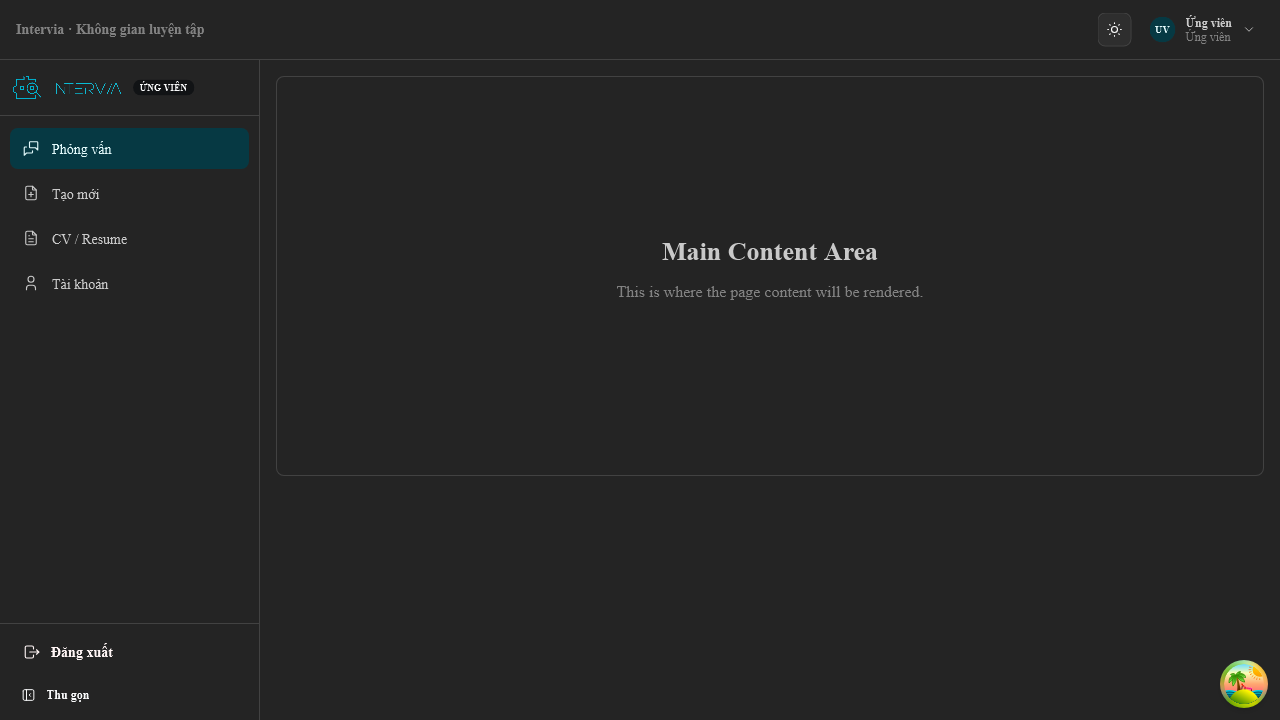 Intervia · Không gian luyện tập
UV
Ứng viên
Ứng viên
NTERVIA
ỨNG VIÊN
Phỏng vấn
Tạo mới
CV / Resume
Tài khoản
Main Content Area
This is where the page content will be rendered.
Đăng xuất
Thu gọn